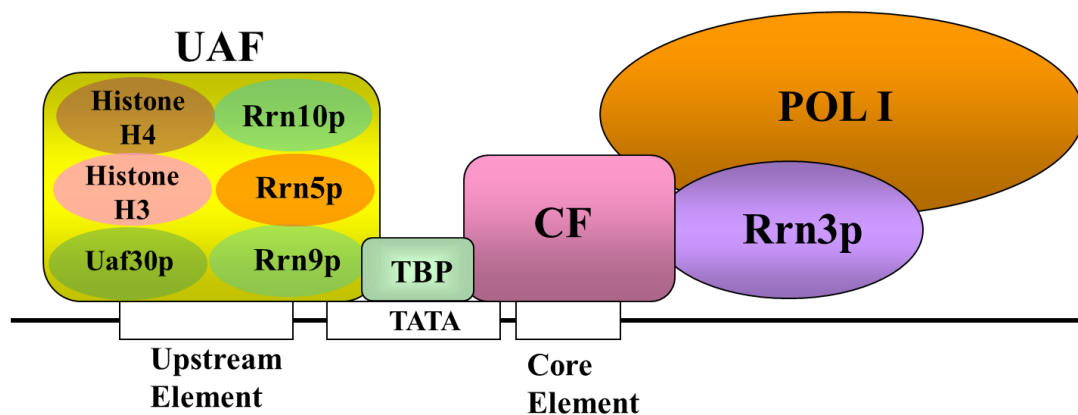 UAF
Histone
H4
Rrn10p
Histone
H3
Rrn5p
Uaf30p
Rrn9p
TBP
CF
POL I
Rrn3p
TATA
Upstream
Element
Core
Element